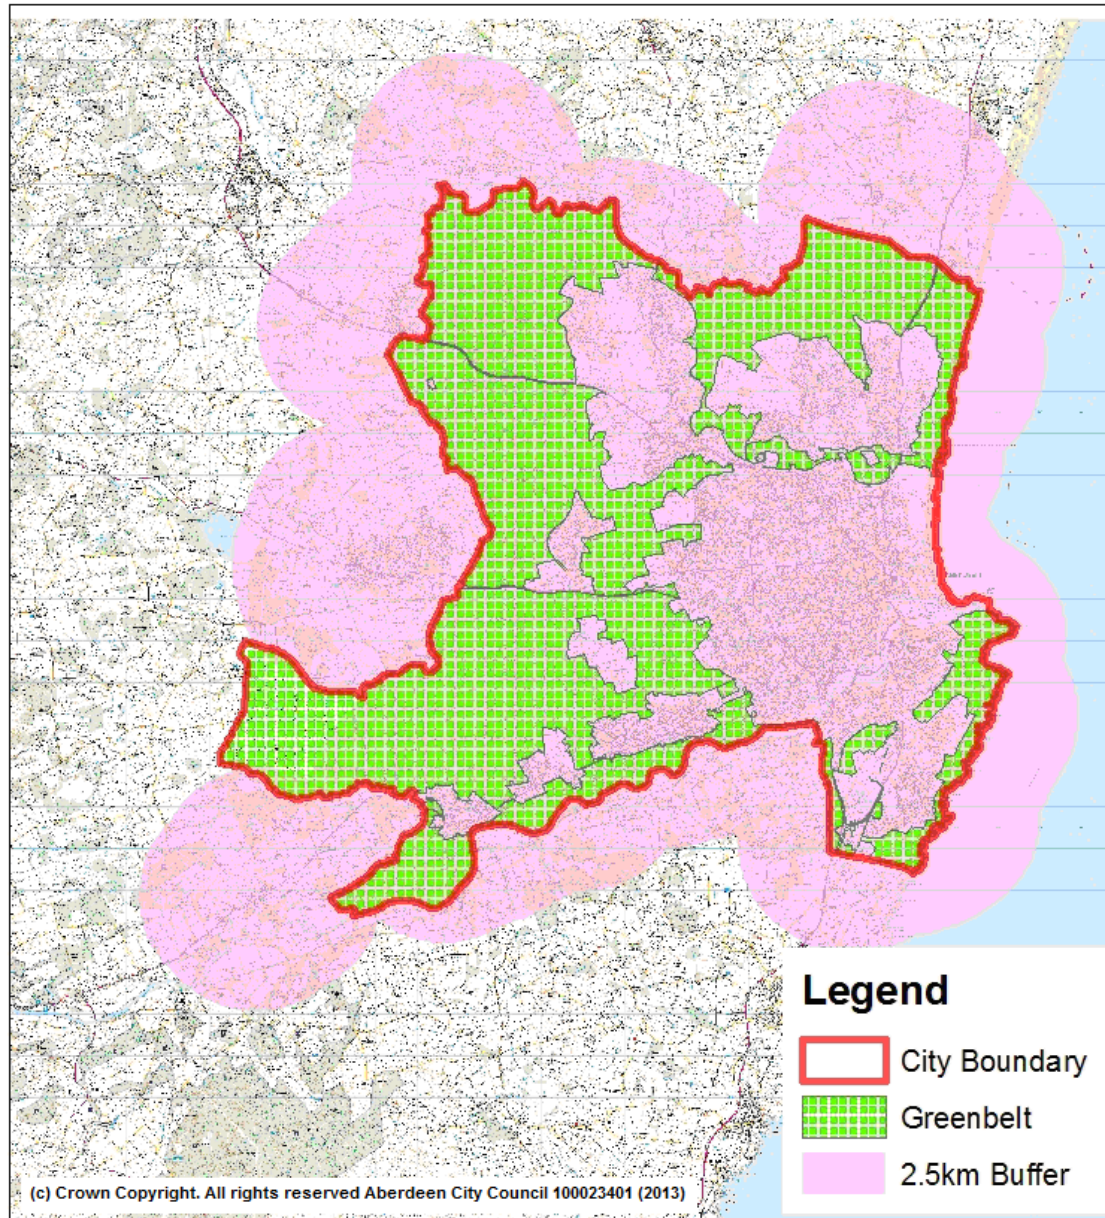 Legend
City Boundary
Greenbelt
2.5km Buffer
(c) Crown Copyright. All rights reserved Aberdeen City Council 100023401 (2013)